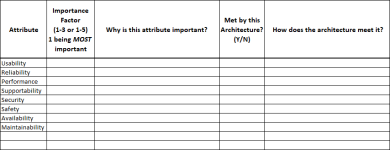 Attribute
Importance
Factor
(1-3 or 1-5)
1 being MOST
important
Why is this attribute important?
Met by this
Architecture?
(Y/N)
How does the architecture meet it?
Usability
Reliability
Performance
Supportability
Security
Safety
Availability
Maintainability